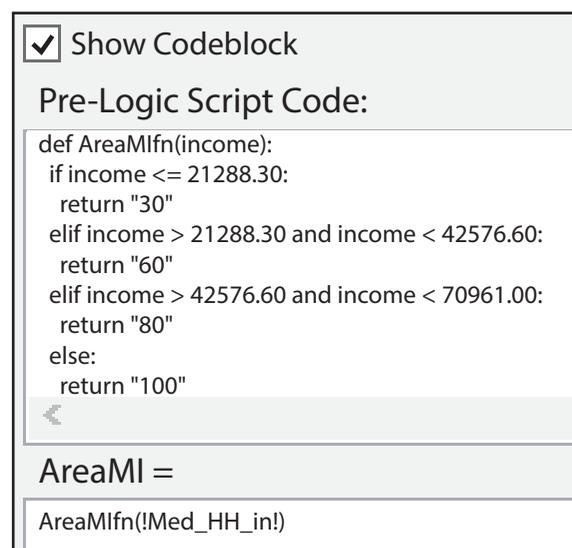 Show Codeblock
Pre-Logic Script Code:
def AreaMIfn(income):
if income <= 21288.30:
return "30"
elif income > 21288.30 and income < 42576.60:
return "60"
elif income > 42576.60 and income < 70961.00:
return "80"
else:
return "100"
AreaMI =
AreaMIfn(!Med_HH_in!)